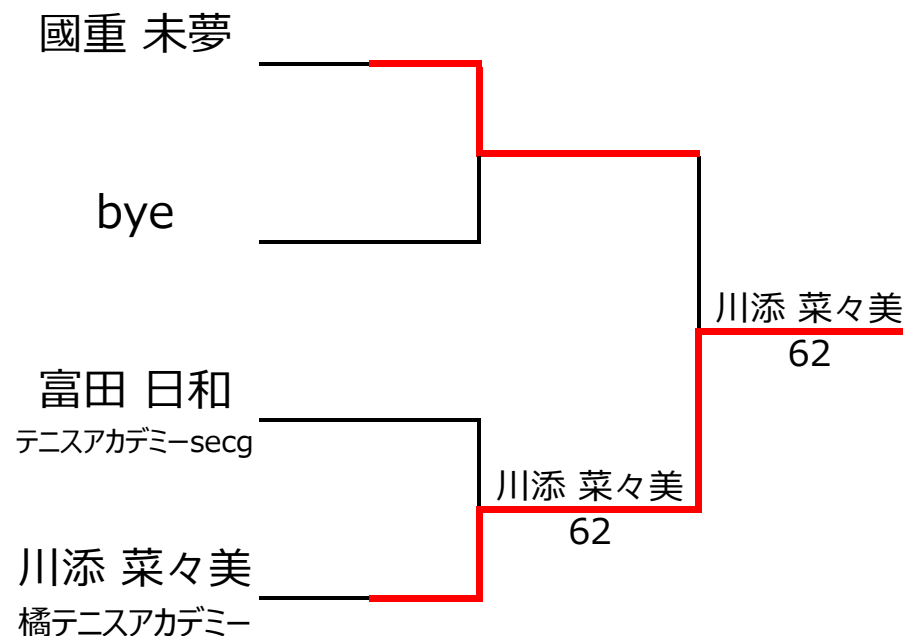 國重 未夢
bye
富田 日和
テニスアカデミーsecg
川添 菜々美
橘テニスアカデミー
川添 菜々美
62
川添 菜々美
62